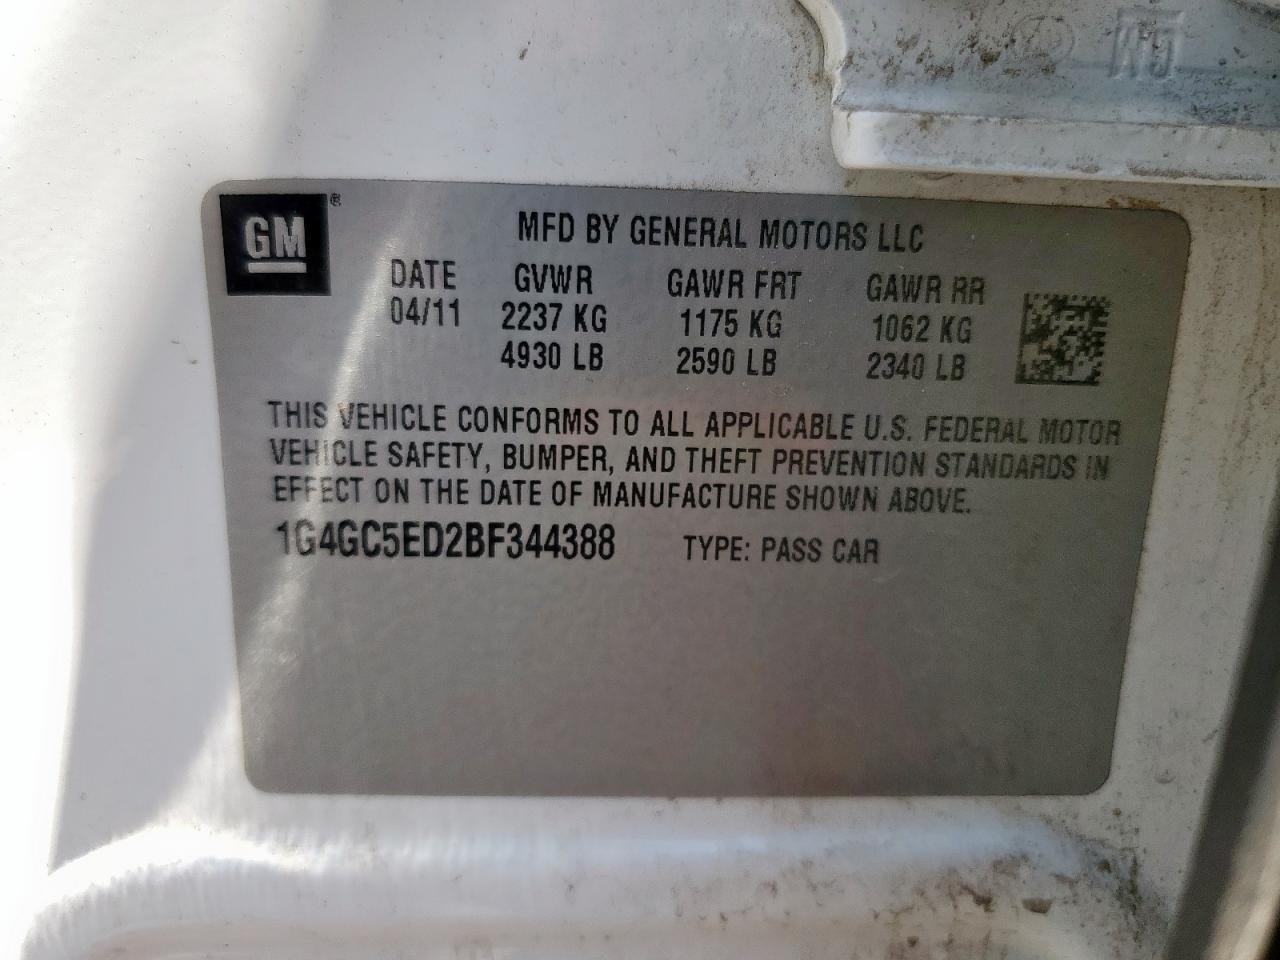 GM®
MFD BY GENERAL MOTORS LLC
DATE GVWR GAWR FRT GAWR RR
04/11 2237 KG 1175 KG 1062 KG
4930 LB 2590 LB 2340 LB
THIS VEHICLE CONFORMS TO ALL APPLICABLE U.S. FEDERAL MOTOR
VEHICLE SAFETY, BUMPER, AND THEFT PREVENTION STANDARDS IN
EFFECT ON THE DATE OF MANUFACTURE SHOWN ABOVE.
1G4GC5ED2BF344388 TYPE: PASS CAR